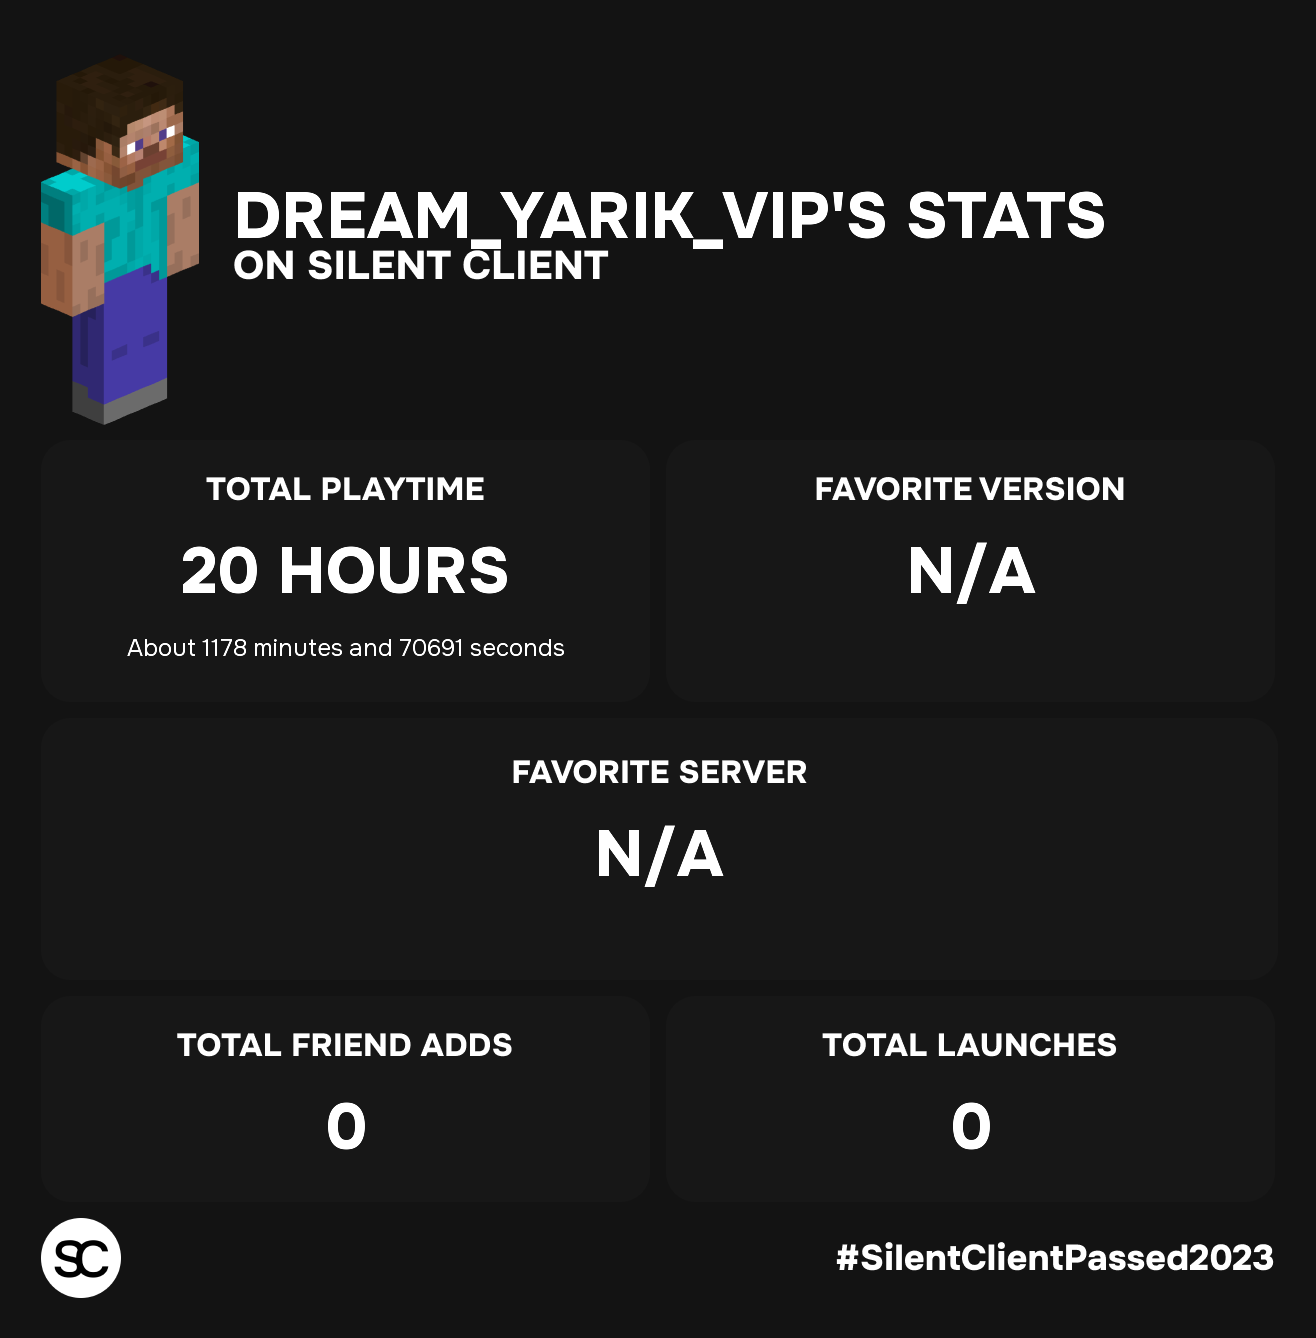 DREAM_YARIK_VIP'S STATS
ON SILENT CLIENT
TOTAL PLAYTIME
20 HOURS
About 1178 minutes and 70691 seconds
FAVORITE VERSION
N/A
FAVORITE SERVER
N/A
TOTAL FRIEND ADDS
0
TOTAL LAUNCHES
0
SC
#SilentClientPassed2023